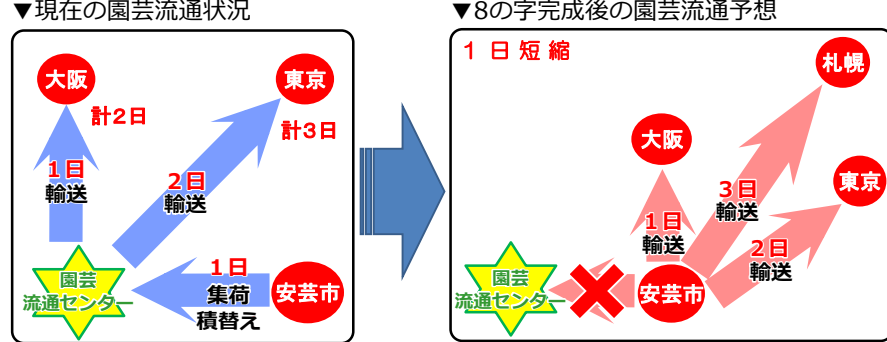 ▼現在の園芸流通状況
大阪
計2日
東京
計3日
1日
輸送
2日
輸送
園芸
流通センター
1日
集荷
積替え
安芸市
▼8の字完成後の園芸流通予想
1日短縮
札幌
大阪
東京
3日
輸送
1日
輸送
2日
輸送
園芸
流通センター
安芸市